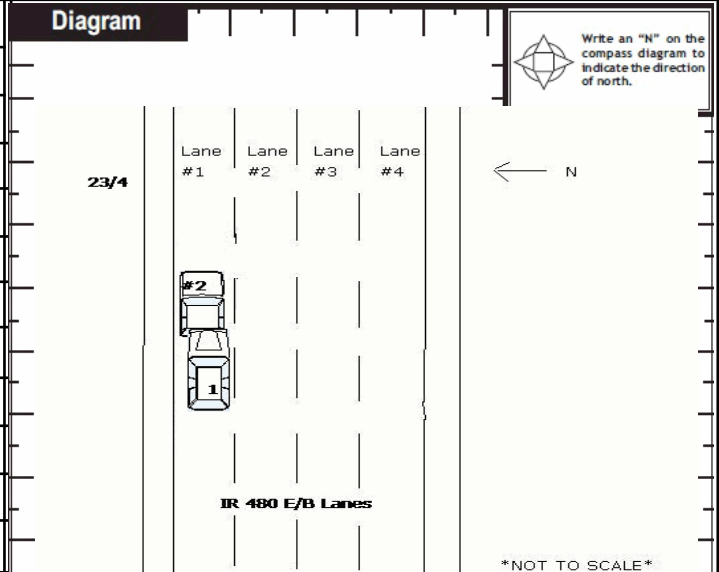 Diagram
Write an “N” on the
compass diagram to
indicate the direction
of north.
Lane Lane Lane Lane
#1 #2 #3 #4
N
23/4
#2
1
IR 480 E/B Lanes
*NOT TO SCALE*